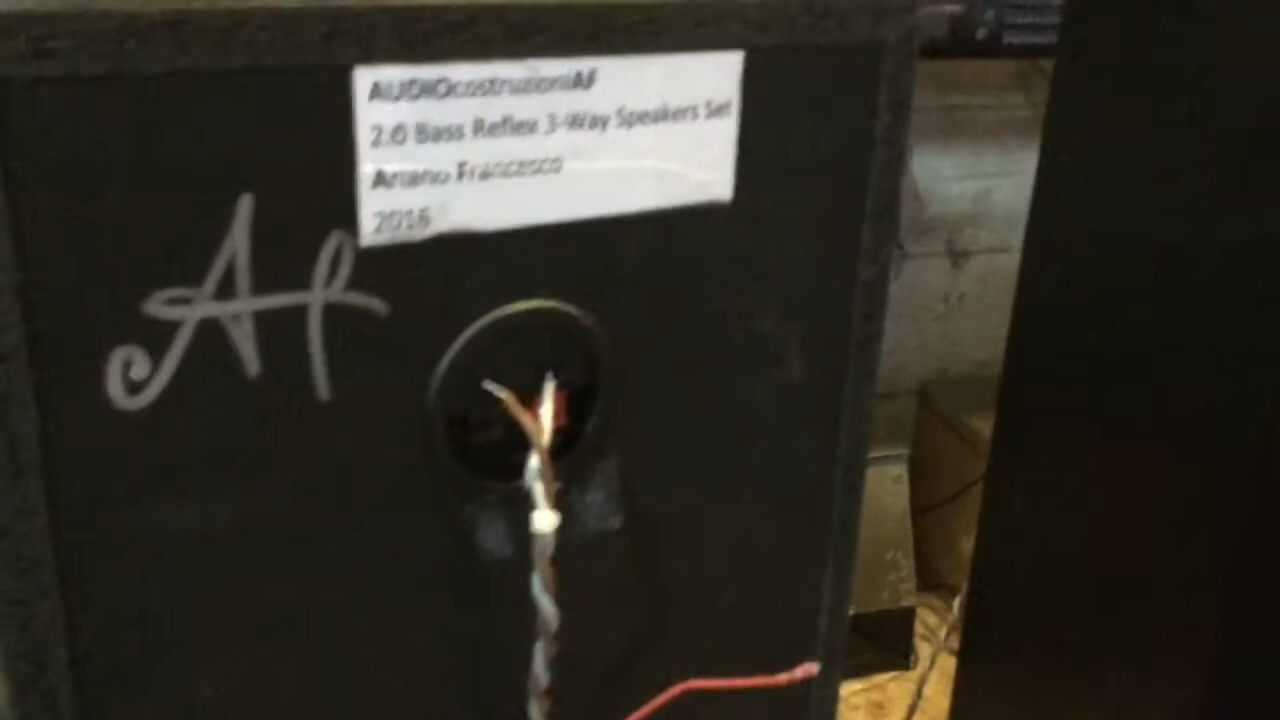 AUDIOcostruzioniAF
2.0 Bass Reflex 3-Way Speakers Set
Ariano Francesco
2016
Af